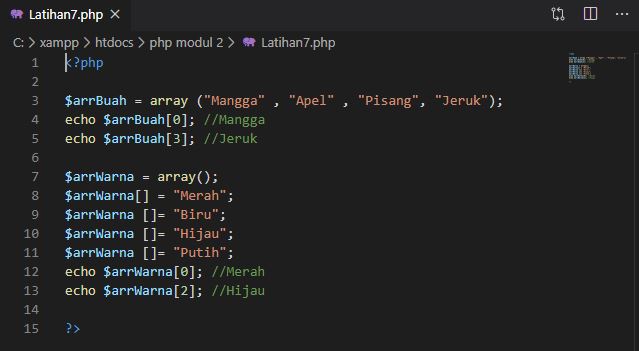 Latihan7.php ×
C: > xampp > htdocs > php modul 2 > Latihan7.php
1 <?php
2
3 $arrBuah = array ("Mangga" , "Apel" , "Pisang", "Jeruk");
4 echo $arrBuah[0]; //Mangga
5 echo $arrBuah[3]; //Jeruk
6
7 $arrWarna = array();
8 $arrWarna[] = "Merah";
9 $arrWarna []= "Biru";
10 $arrWarna []= "Hijau";
11 $arrWarna []= "Putih";
12 echo $arrWarna[0]; //Merah
13 echo $arrWarna[2]; //Hijau
14
15 ?>